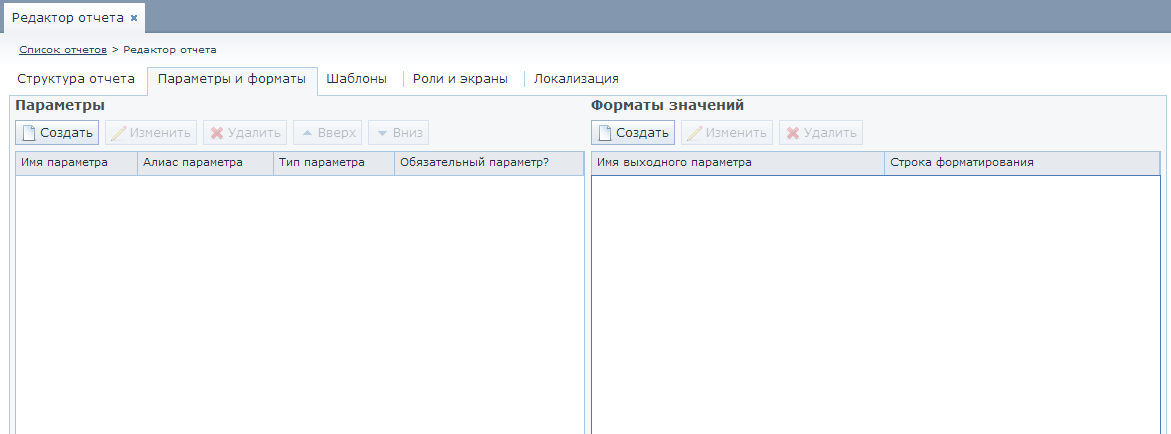 Редактор отчета
Список отчетов > Редактор отчета
Структура отчета Параметры и форматы Шаблоны Роли и экраны Локализация
Параметры
Создать Изменить Удалить Вверх Вниз
Имя параметра Алиас параметра Тип параметра Обязательный параметр?
Форматы значений
Создать Изменить Удалить
Имя выходного параметра Строка форматирования